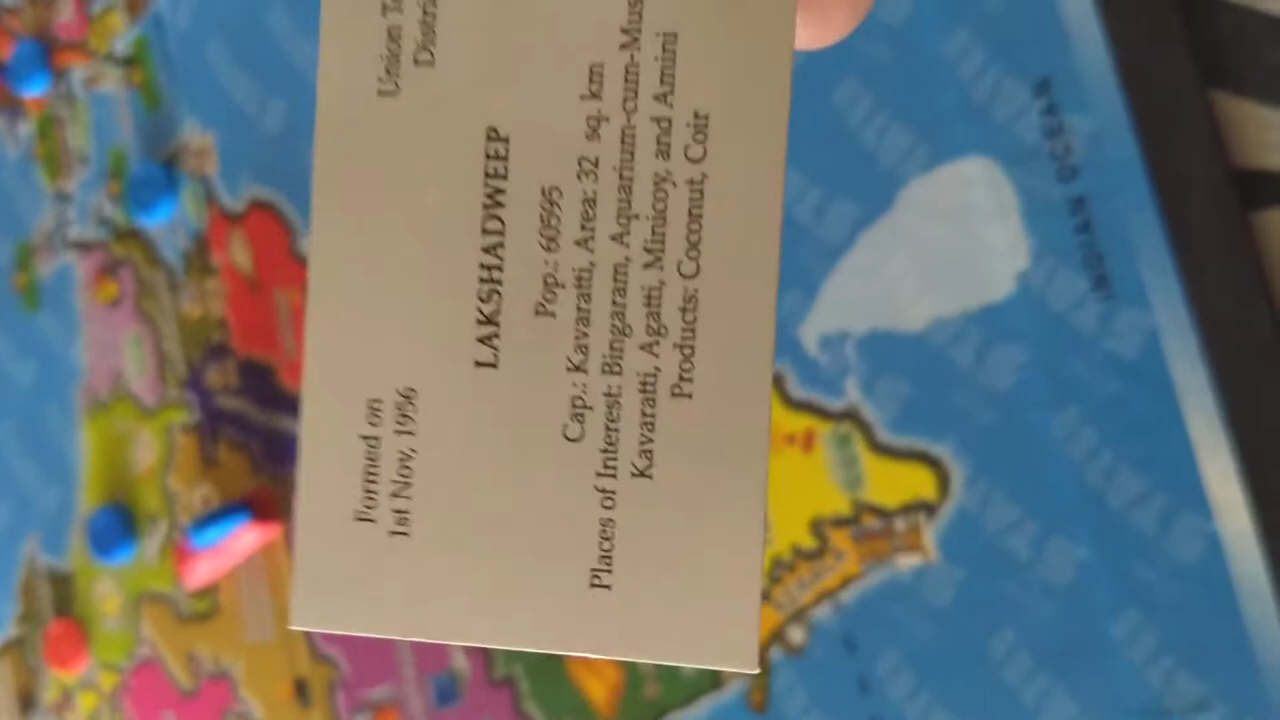 Formed on
1st Nov, 1956
LAKSHADWEEP
Pop.: 60595
Cap.: Kavaratti, Area: 32 sq. km
Places of Interest: Bingaram, Aquarium-cum-Mus
Kavaratti, Agatti, Minicoy, and Amini
Products: Coconut, Coir
Union
Distri
INDIAN OCEAN
KERALA